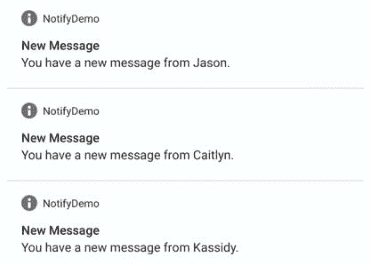 NotifyDemo
New Message
You have a new message from Jason.
NotifyDemo
New Message
You have a new message from Caitlyn.
NotifyDemo
New Message
You have a new message from Kassidy.